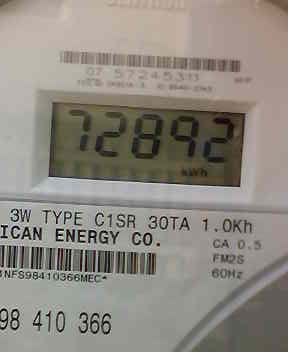 07 57245311
72892
kWh
3W TYPE C1SR 30TA 1.0Kh
ICAN ENERGY CO.
CA 0.5
FM2S
60Hz
1NFS98410366MEC*
98 410 366